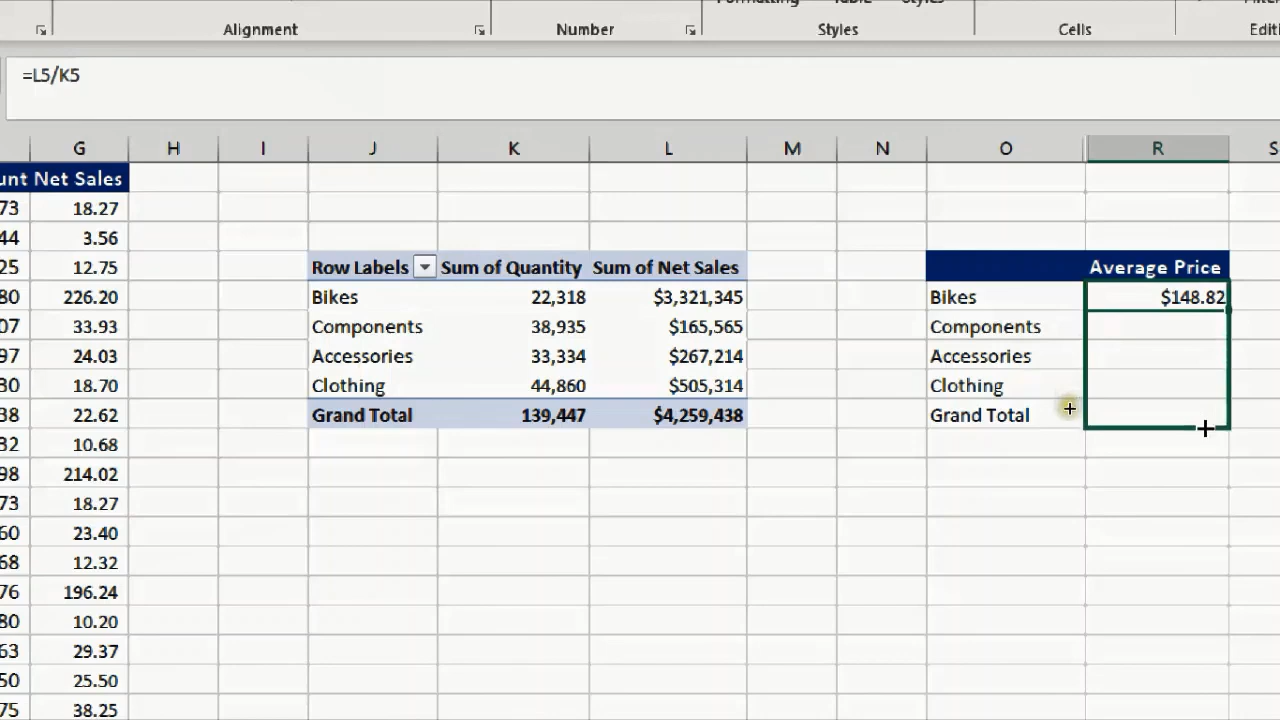 Formatting Table Styles
Alignment Number Styles Cells
=L5/K5
G H I J K L M N O R S
Net Sales
73 18.27
44 3.56
25 12.75 Row Labels Sum of Quantity Sum of Net Sales Average Price
80 226.20 Bikes 22,318 $3,321,345 Bikes $148.82
07 33.93 Components 38,935 $165,565 Components
97 24.03 Accessories 33,334 $267,214 Accessories
80 18.70 Clothing 44,860 $505,314 Clothing
38 22.62 Grand Total 139,447 $4,259,438 Grand Total
32 10.68
98 214.02
73 18.27
60 23.40
68 12.32
76 196.24
80 10.20
63 29.37
50 25.50
75 38.25